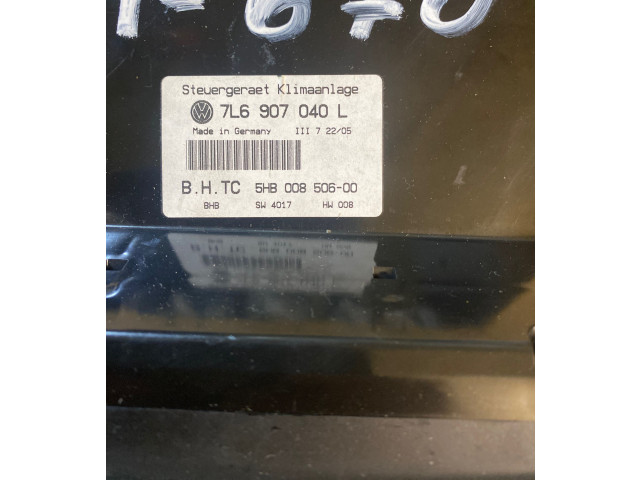 Steuergeraet Klimaanlage
7L6 907 040 L
Made in Germany III 7 22/05
B.H.TC 5HB 008 506-00
BHB SW 4017 HW 008